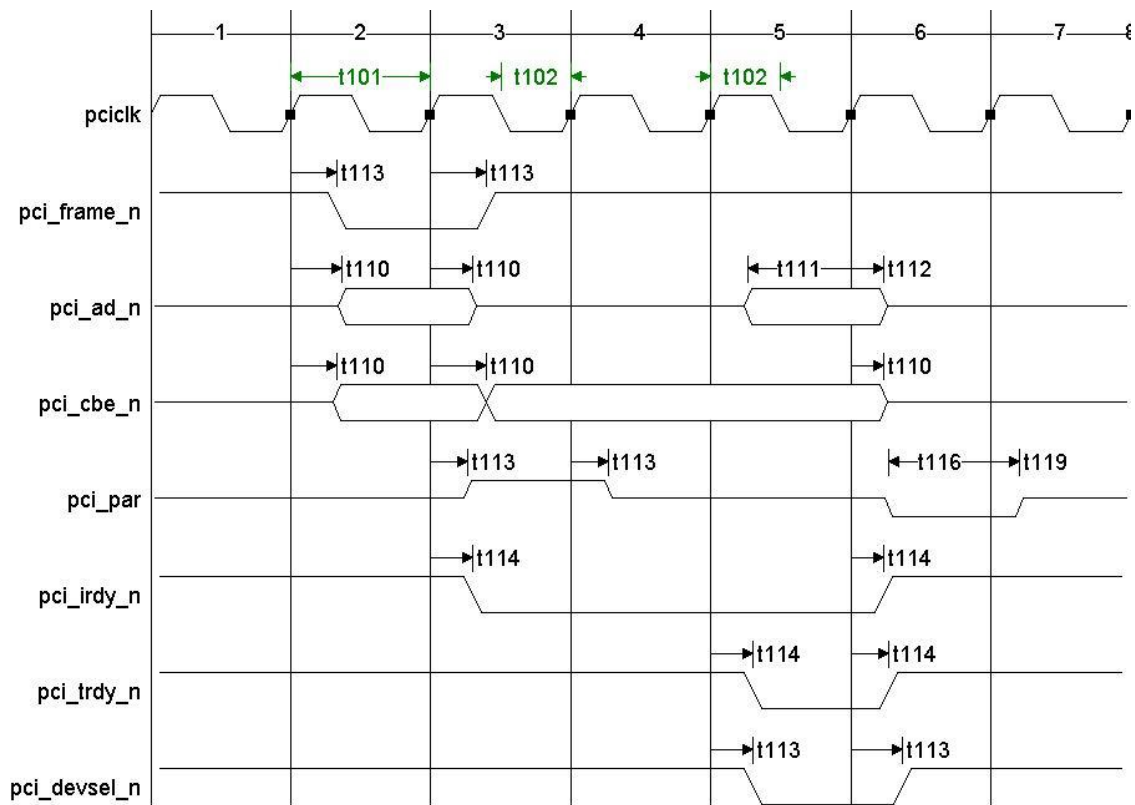 1 2 3 4 5 6 7 8
t101 t102 t102
pciclk
t113 t113
pci_frame_n
t110 t110 t111 t112
pci_ad_n
t110 t110 t110
pci_cbe_n
t113 t113 t116 t119
pci_par
t114 t114
pci_irdy_n
t114 t114
pci_trdy_n
t113 t113
pci_devsel_n